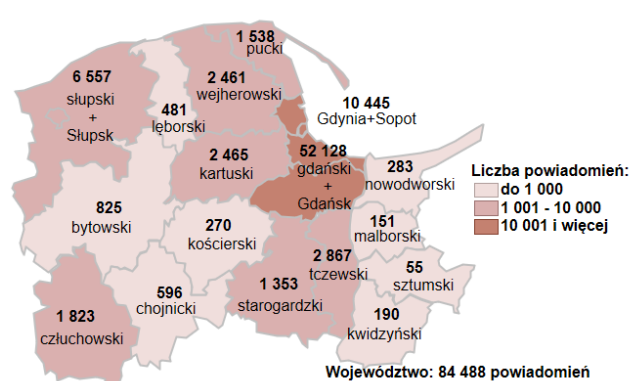 1 538
pucki
6 557
słupski
+
Słupsk
481
lęborski
2 461
wejherowski
10 445
Gdynia+Sopot
2 465
kartuski
52 128
gdański
+
Gdańsk
283
nowodworski
Liczba powiadomień:
do 1 000
1 001 - 10 000
10 001 i więcej
825
bytowski
270
kościerski
151
malborski
2 867
tczewski
55
sztumski
1 353
starogardzki
596
chojnicki
1 823
człuchowski
190
kwidzyński
Województwo: 84 488 powiadomień